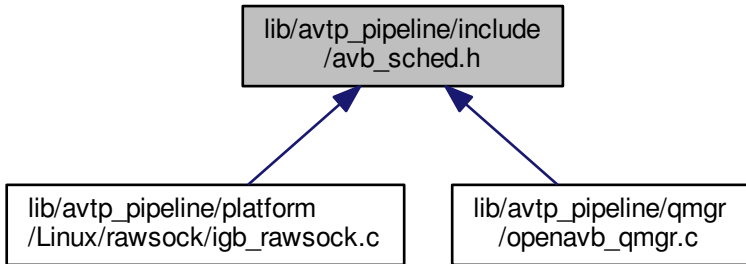 lib/avtp_pipeline/include
/avb_sched.h
lib/avtp_pipeline/platform
/Linux/rawsock/igb_rawsock.c
lib/avtp_pipeline/qmgr
/openavb_qmgr.c